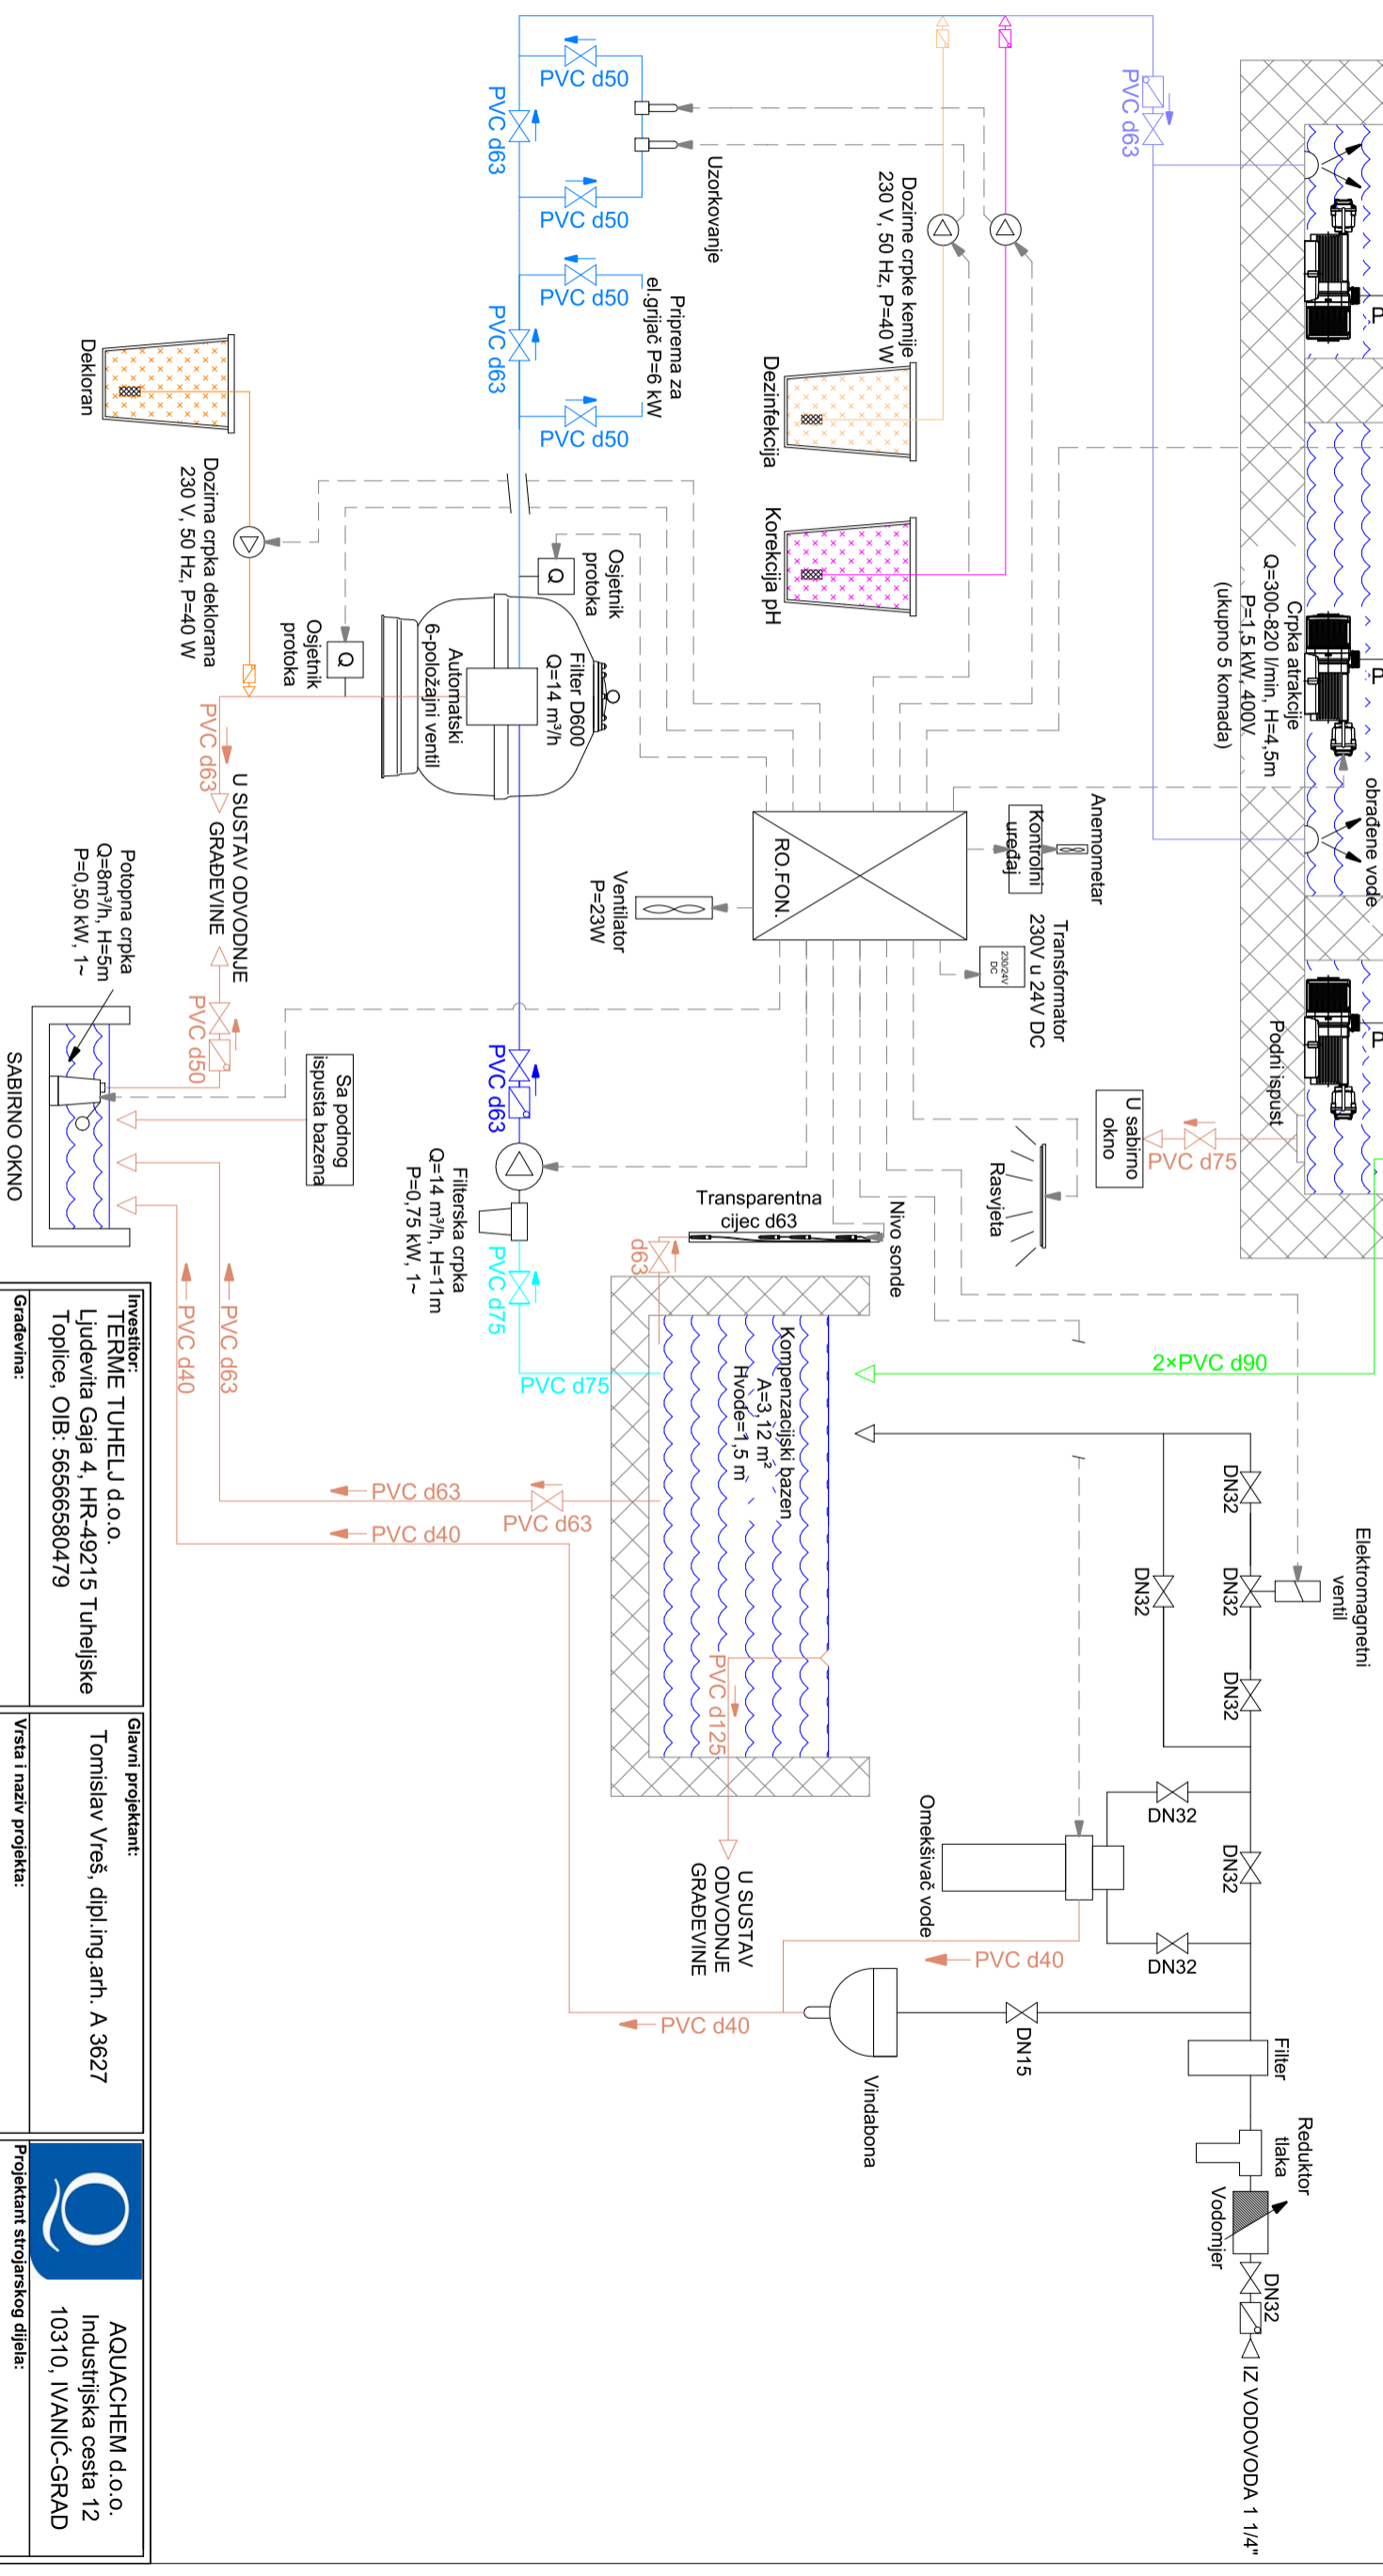 PVC d50
PVC d63
PVC d50
Uzorkovanje
PVC d50
PVC d63
PVC d50
Priprema za
el.grijač P=6 kW
PVC d63
Dozirne crpke kemije
230 V, 50 Hz, P=40 W
Dezinfekcija
Korekcija pH
Crpka atrakcije
Q=300-820 l/min, H=4,5m
P=1,5 kW, 400V
(ukupno 5 komada)
obrađene vode
Podni ispust
PVC d75
U sabirno
okno
Dekloran
Dozirna crpka deklorana
230 V, 50 Hz, P=40 W
Osjetnik
protoka
Q
Osjetnik
protoka
Q
Filter D600
Q=14 m³/h
Automatski
6-položajni ventil
PVC d63
U SUSTAV ODVODNJE
GRAĐEVINE
PVC d50
Potopna crpka
Q=8m³/h, H=5m
P=0,50 kW, 1~
SABIRNO OKNO
Sa podnog
ispusta bazena
RO.FON.
Ventilator
P=23W
Kontrolni
uređaj
Anemometar
Transformator
230V u 24V DC
230/24V
DC
Rasvjeta
Nivo sonde
Transparentna
cijec d63
d63
PVC d63
Filterska crpka
Q=14 m³/h, H=11m
P=0,75 kW, 1~
PVC d75
PVC d75
Kompenzacijski bazen
A=3,12 m²
Hvode=1,5 m
2×PVC d90
PVC d63
PVC d40
PVC d63
PVC d40
PVC d63
PVC d125
U SUSTAV
ODVODNJE
GRAĐEVINE
Elektromagnetni
ventil
DN32
DN32
DN32
DN32
DN32
DN32
DN32
Omekšivač vode
PVC d40
PVC d40
DN15
Vindabona
Filter
Reduktor
tlaka
Vodomjer
DN32
IZ VODOVODA 1 1/4"
Investitor:
TERME TUHELJ d.o.o.
Ljudevita Gaja 4, HR-49215 Tuheljske
Toplice, OIB: 56566580479
Građevina:
Glavni projektant:
Tomislav Vreš, dipl.ing.arh. A 3627
Vrsta i naziv projekta:
AQUACHEM d.o.o.
Industrijska cesta 12
10310, IVANIĆ-GRAD
Projektant strojarskog dijela: